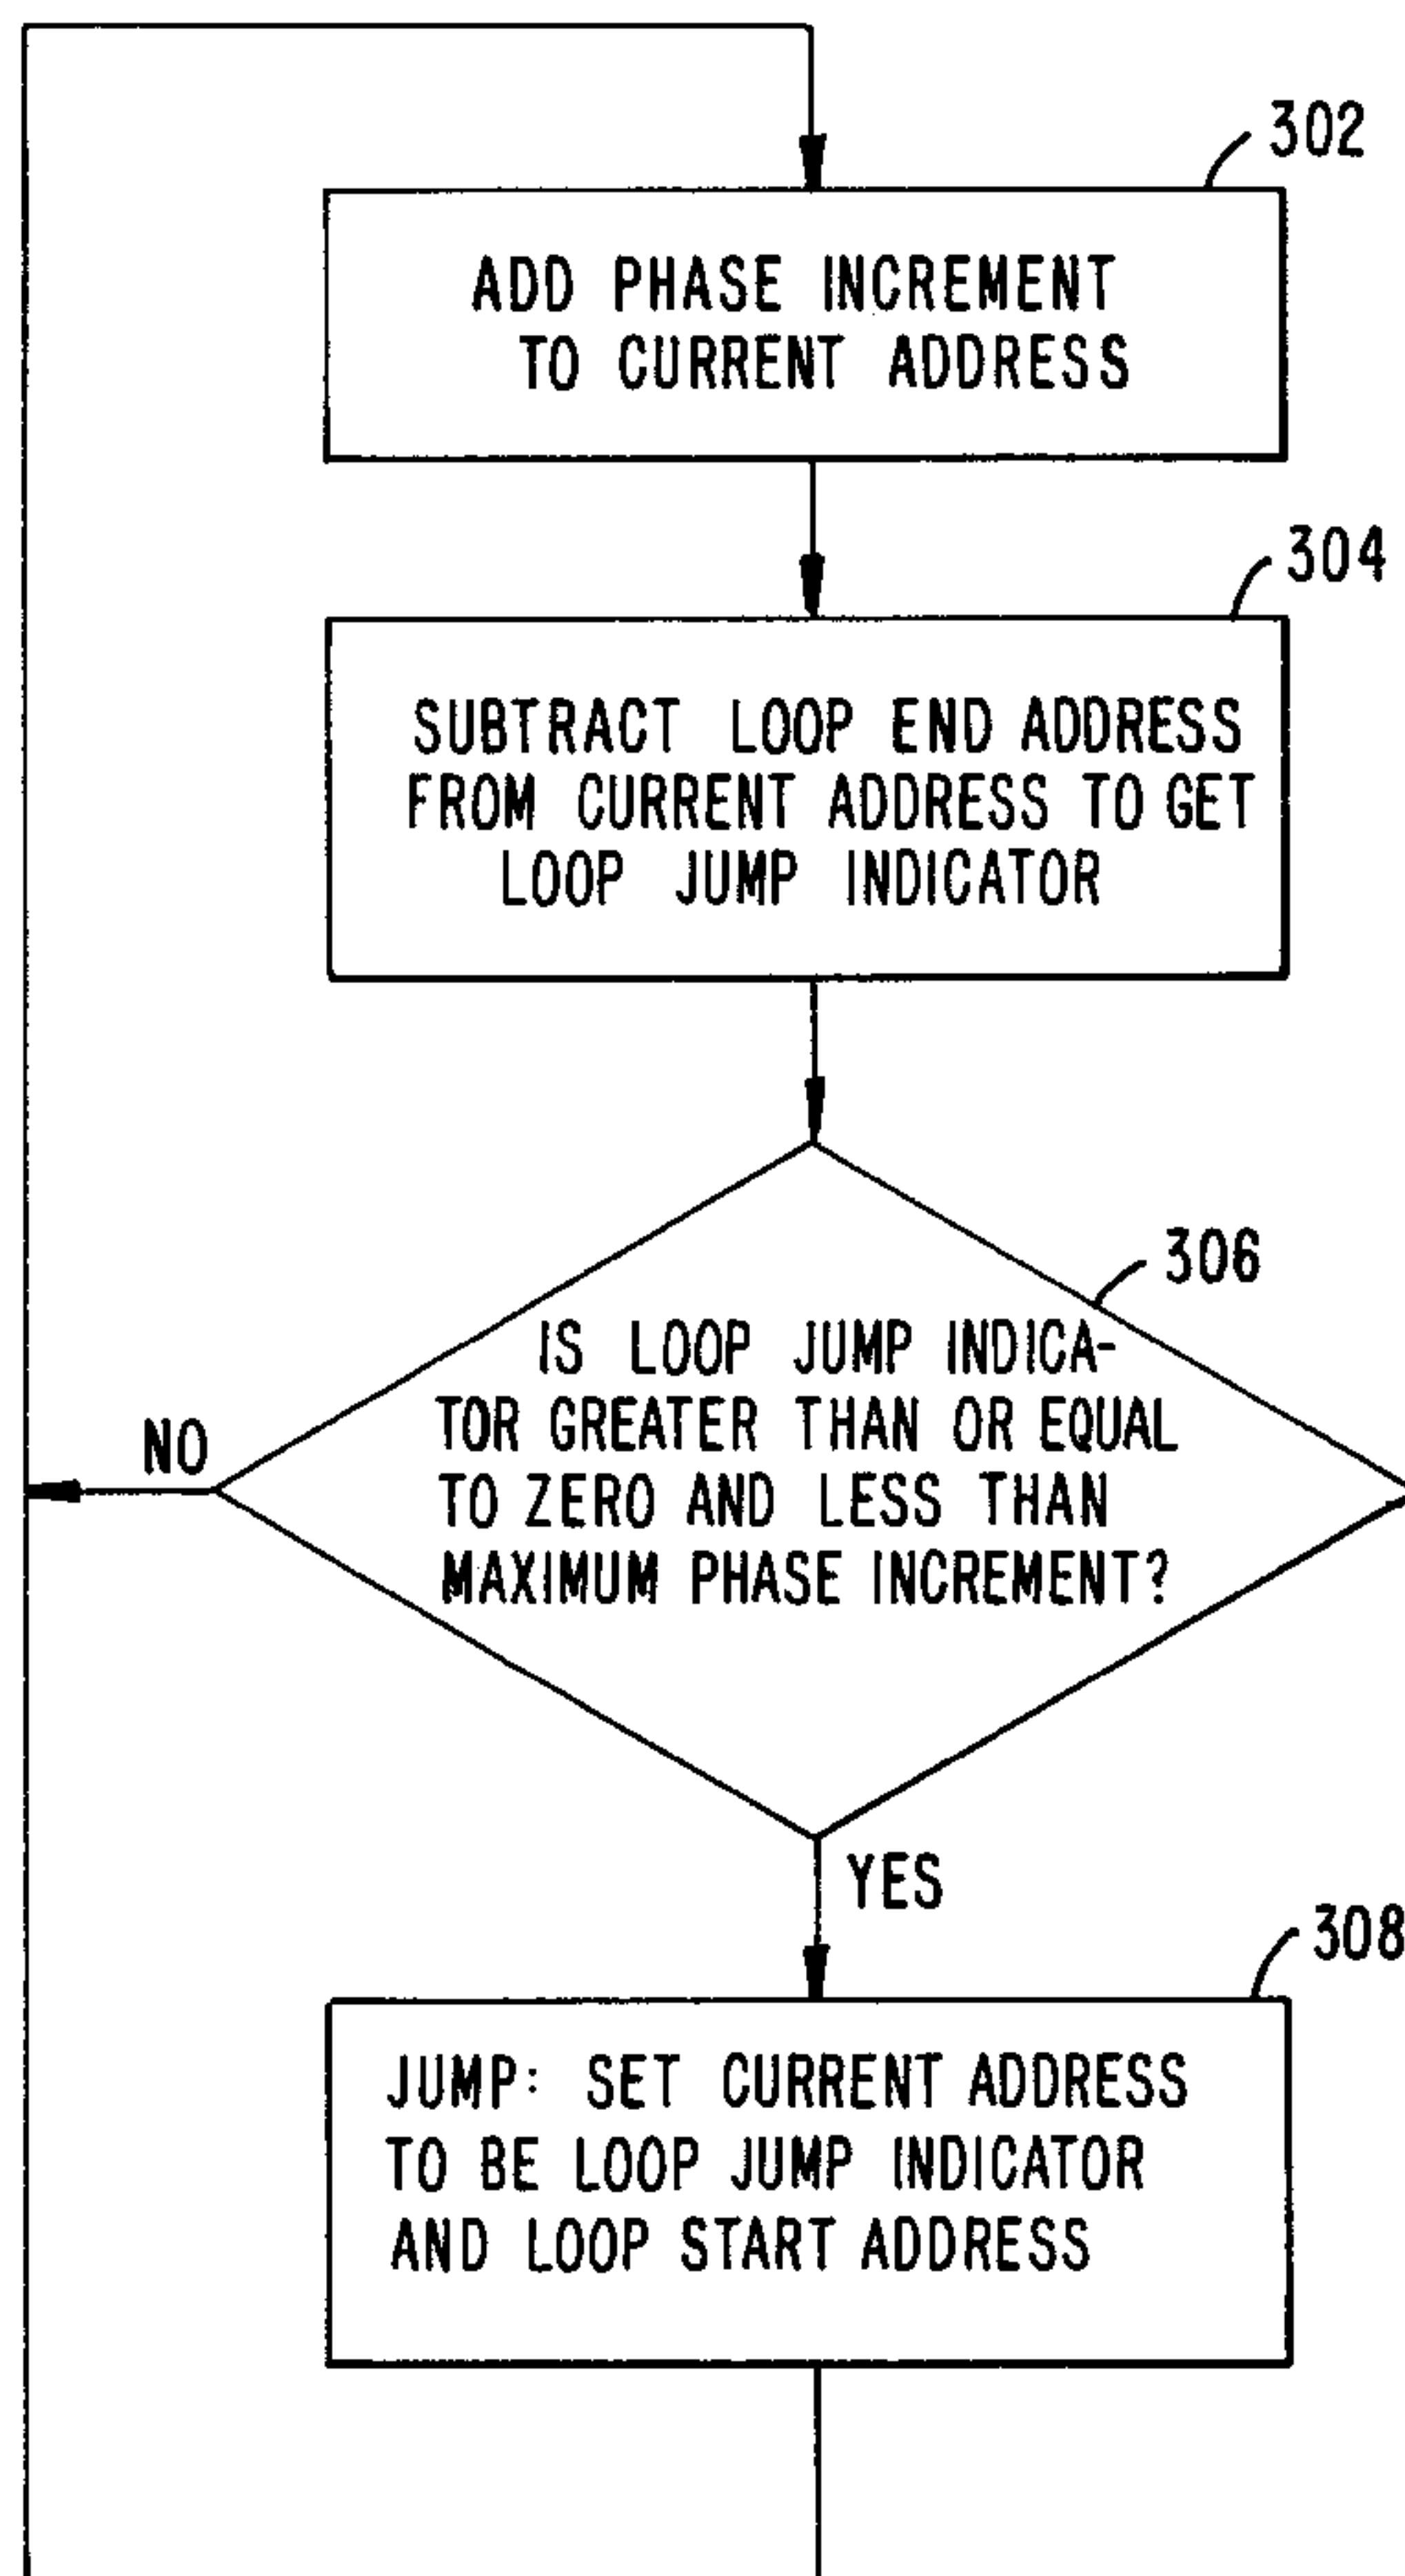 302
ADD PHASE INCREMENT
TO CURRENT ADDRESS
304
SUBTRACT LOOP END ADDRESS
FROM CURRENT ADDRESS TO GET
LOOP JUMP INDICATOR
306
IS LOOP JUMP INDICA-
TOR GREATER THAN OR EQUAL
TO ZERO AND LESS THAN
MAXIMUM PHASE INCREMENT?
NO
YES
308
JUMP: SET CURRENT ADDRESS
TO BE LOOP JUMP INDICATOR
AND LOOP START ADDRESS